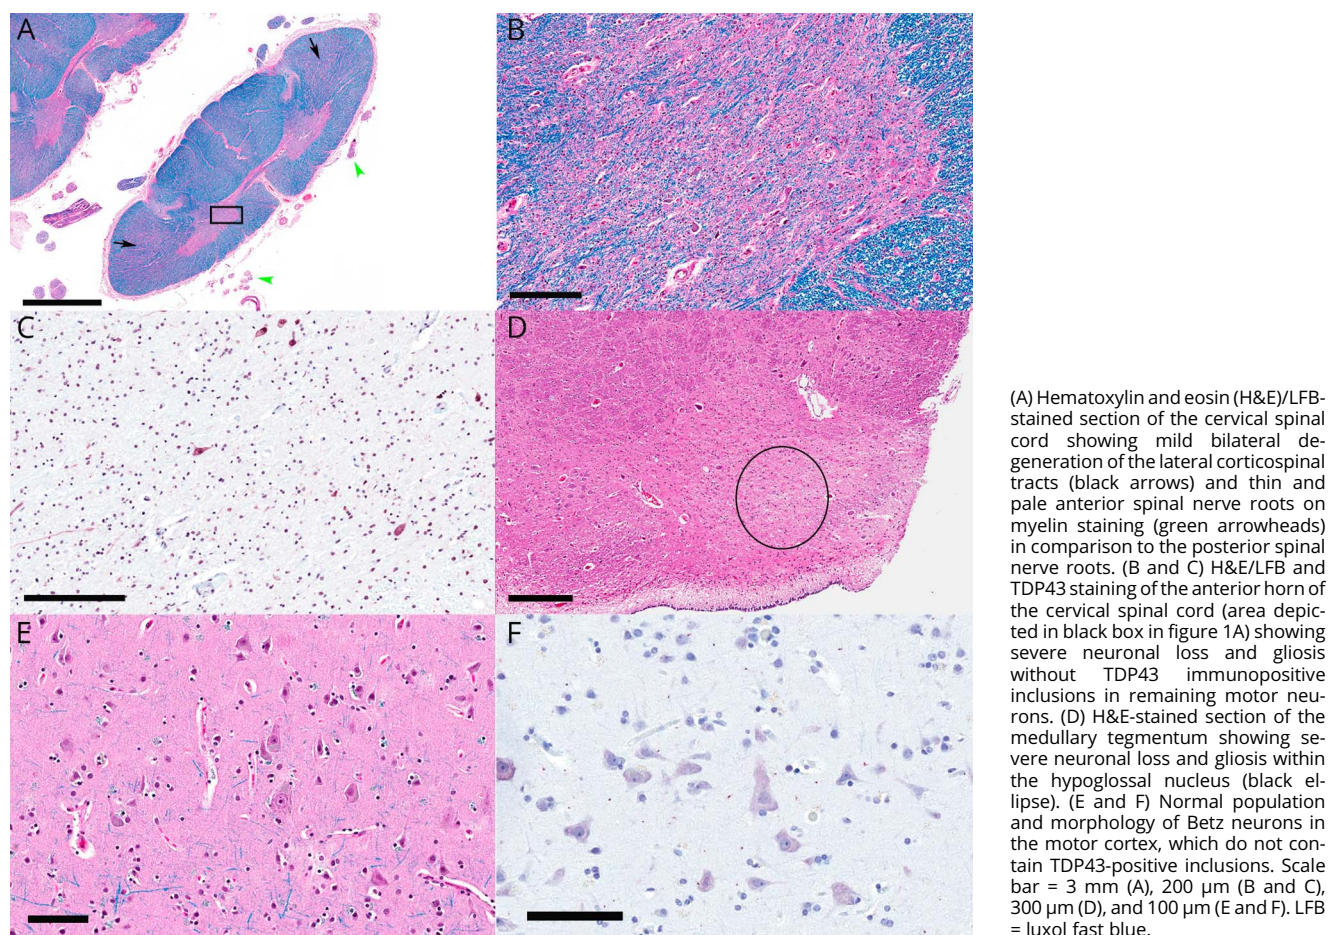 A
B
C
D
E
F
(A) Hematoxylin and eosin (H&E)/LFB-
stained section of the cervical spinal
cord showing mild bilateral de-
generation of the lateral corticospinal
tracts (black arrows) and thin and
pale anterior spinal nerve roots on
myelin staining (green arrowheads)
in comparison to the posterior spinal
nerve roots. (B and C) H&E/LFB and
TDP43 staining of the anterior horn of
the cervical spinal cord (area depic-
ted in black box in figure 1A) showing
severe neuronal loss and gliosis
without TDP43 immunopositive
inclusions in remaining motor neu-
rons. (D) H&E-stained section of the
medullary tegmentum showing se-
vere neuronal loss and gliosis within
the hypoglossal nucleus (black el-
lipse). (E and F) Normal population
and morphology of Betz neurons in
the motor cortex, which do not con-
tain TDP43-positive inclusions. Scale
bar = 3 mm (A), 200 μm (B and C),
300 μm (D), and 100 μm (E and F). LFB
= luxol fast blue.